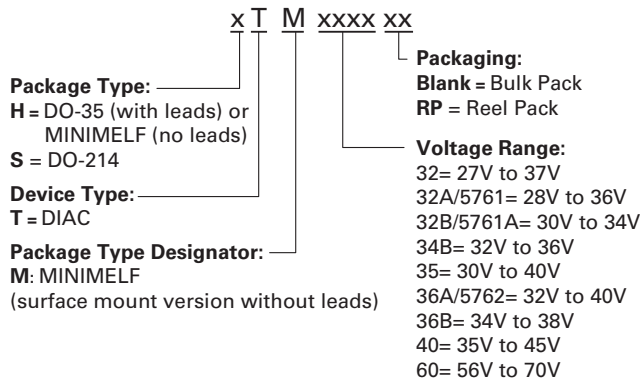 x T M xxxx xx
Package Type:
H = DO-35 (with leads) or
MINIMELF (no leads)
S = DO-214
Device Type:
T = DIAC
Package Type Designator:
M: MINIMELF
(surface mount version without leads)
Packaging:
Blank = Bulk Pack
RP = Reel Pack
Voltage Range:
32= 27V to 37V
32A/5761= 28V to 36V
32B/5761A= 30V to 34V
34B= 32V to 36V
35= 30V to 40V
36A/5762= 32V to 40V
36B= 34V to 38V
40= 35V to 45V
60= 56V to 70V